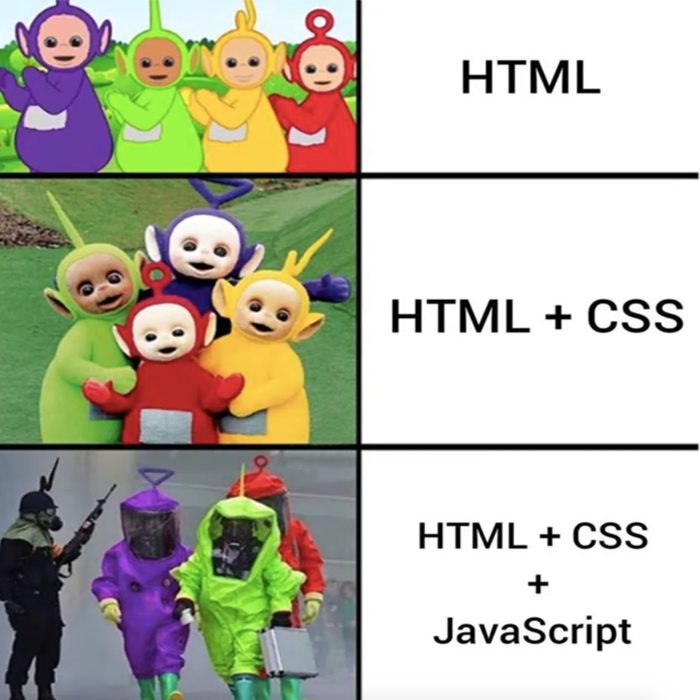 HTML
HTML + CSS
HTML + CSS
+
JavaScript